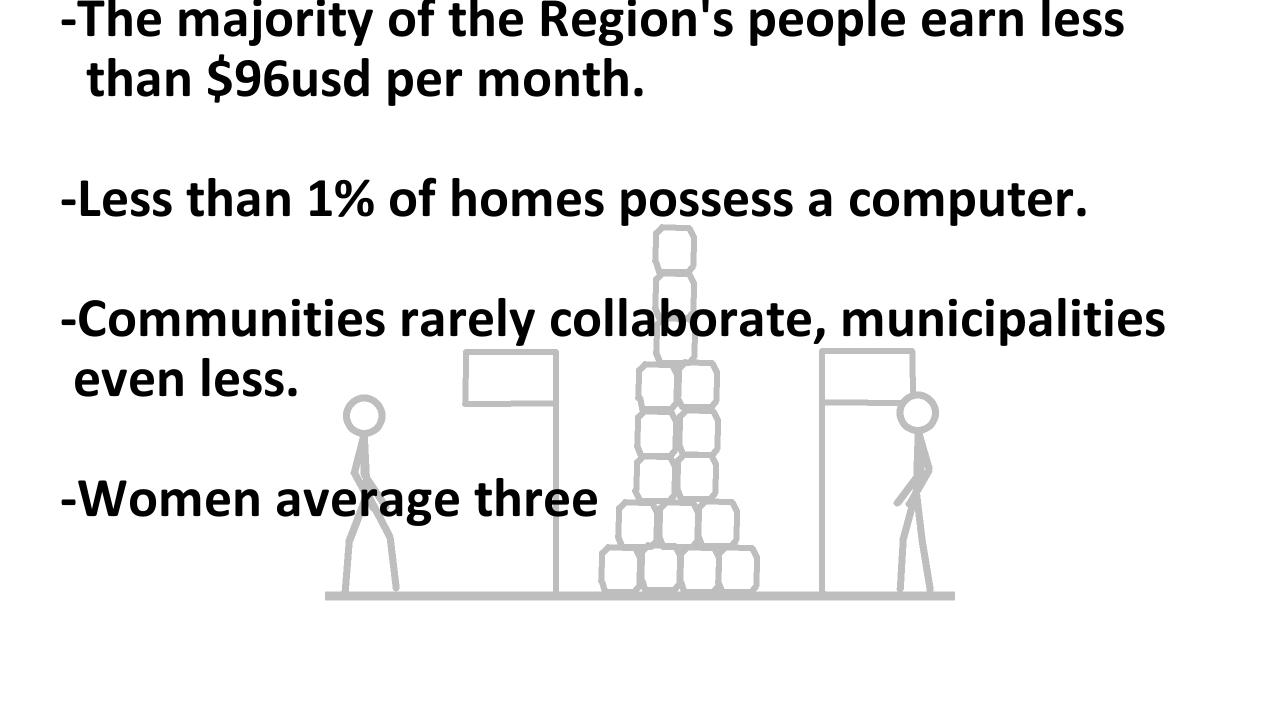 -The majority of the Region's people earn less
than $96usd per month.
-Less than 1% of homes possess a computer.
-Communities rarely collaborate, municipalities
even less.
-Women average three